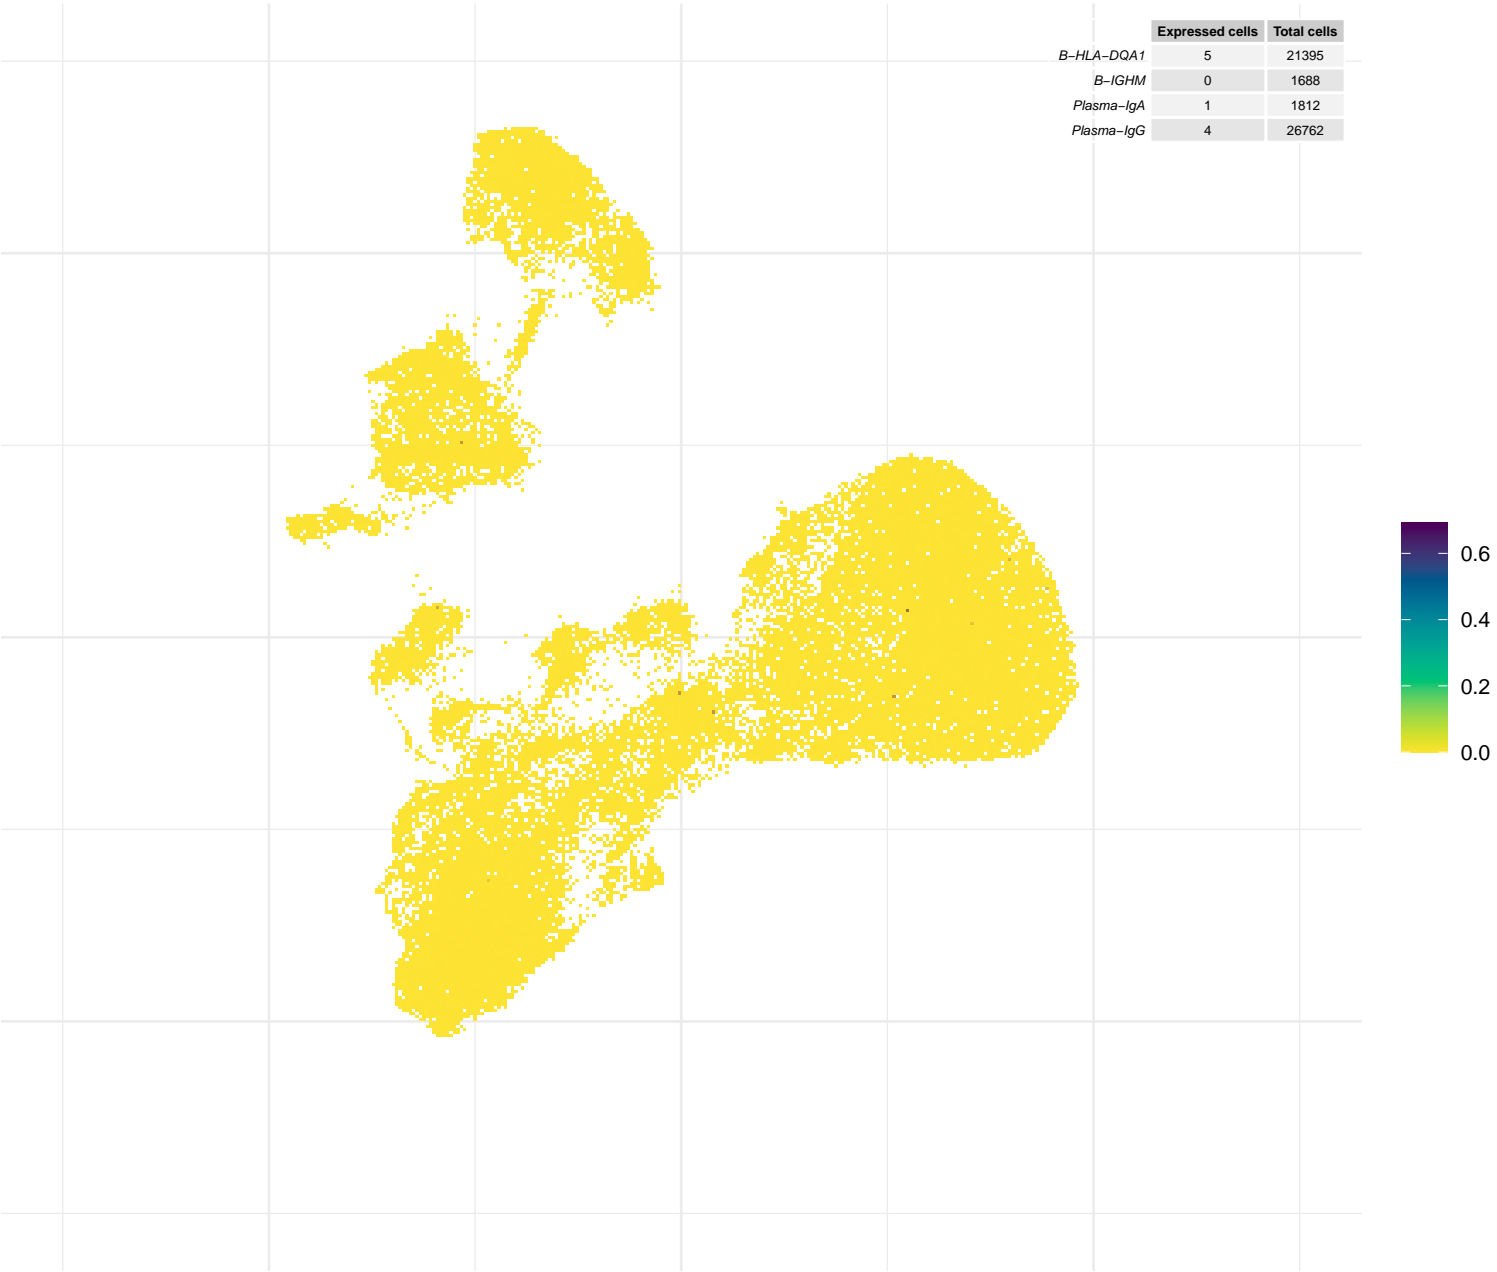 Expressed cells Total cells
B−HLA−DQA1 5 21395
B−IGHM 0 1688
Plasma−IgA 1 1812
Plasma−IgG 4 26762
0.6
0.4
0.2
0.0